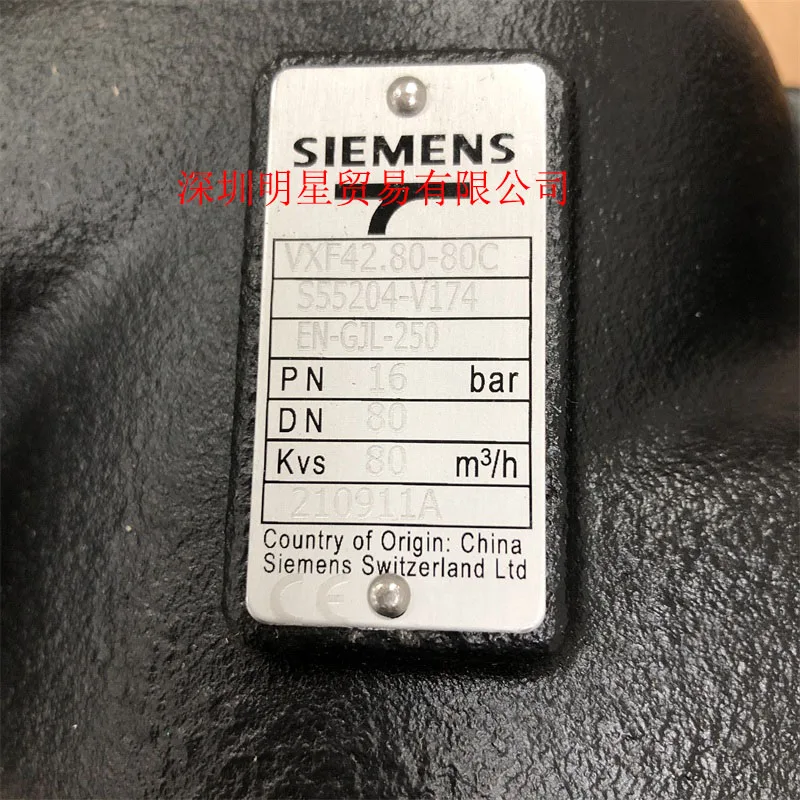 SIEMENS
深圳明星贸易有限公司
7
VXF42.80-80C
S55204-V174
EN-GJL-250
PN 16 bar
DN 80
Kvs 80 m³/h
210911A
Country of Origin: China
Siemens Switzerland Ltd
CE